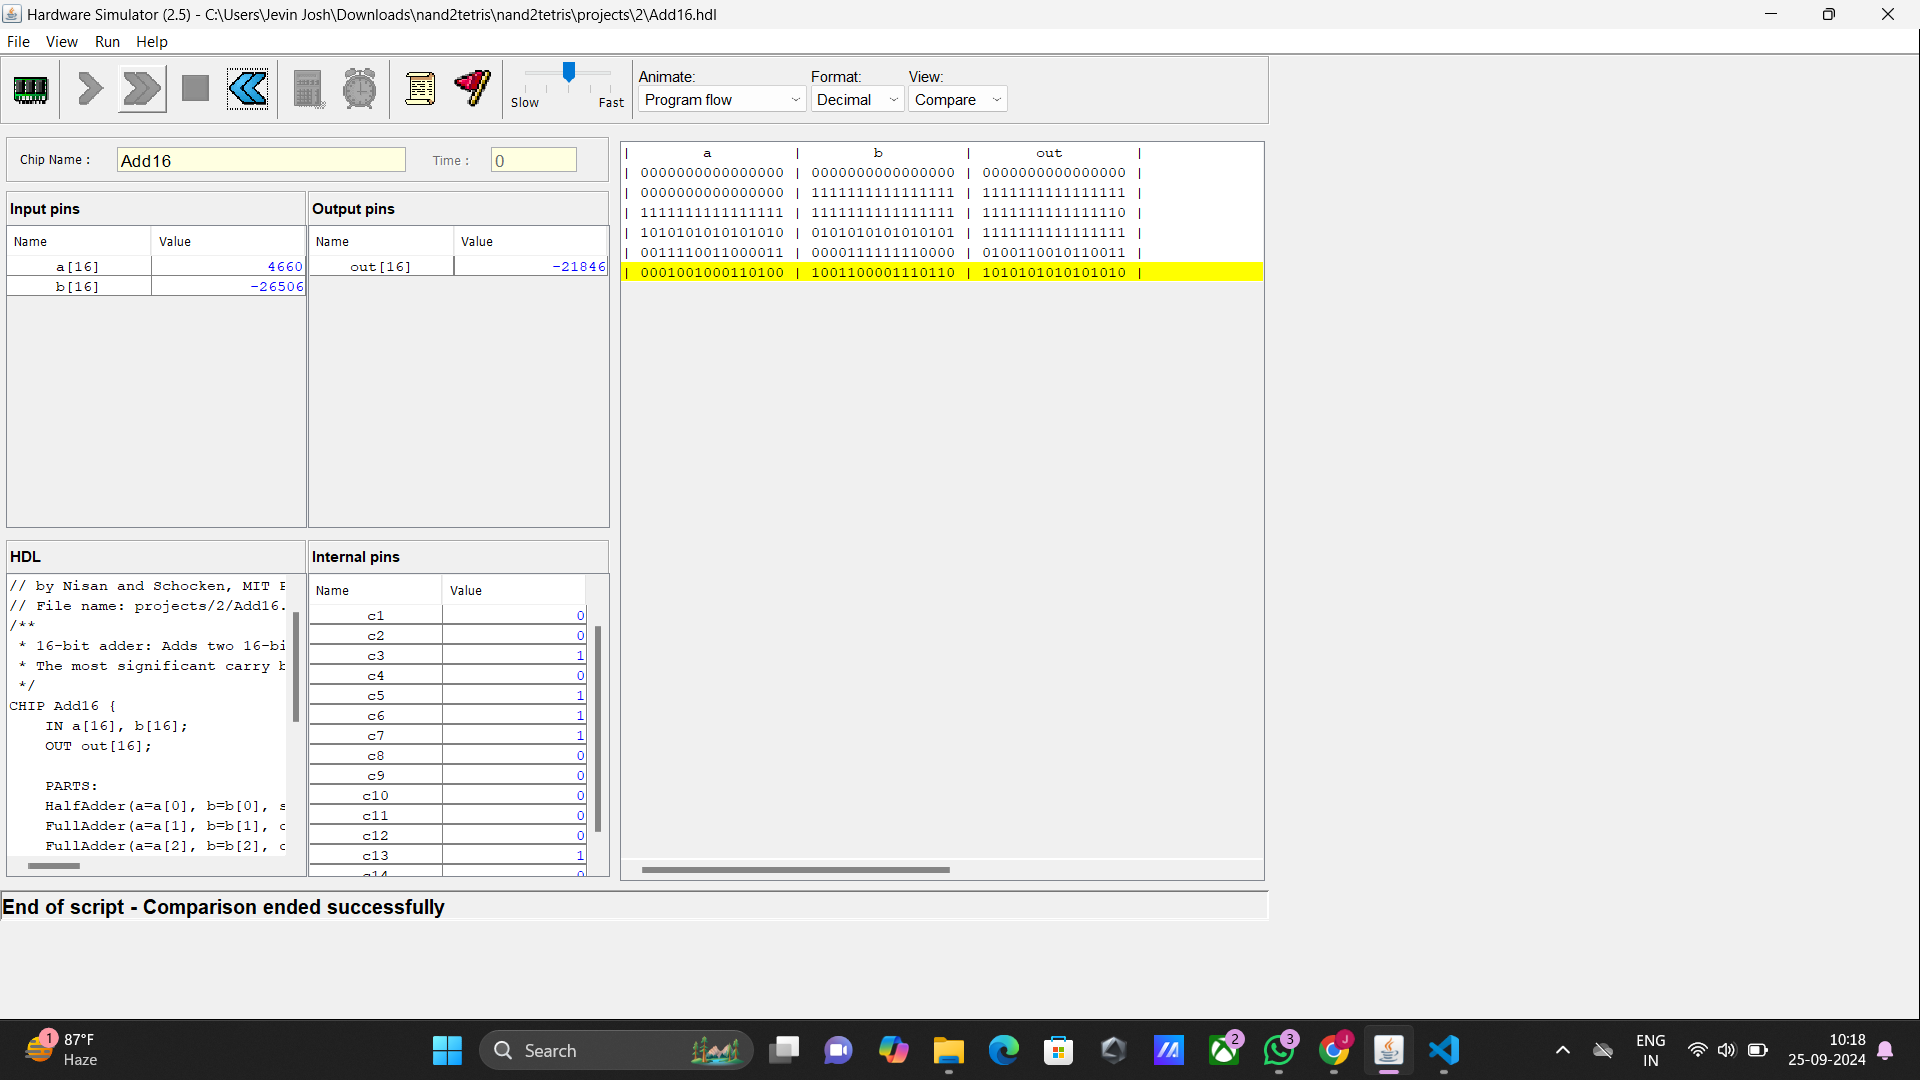 Hardware Simulator (2.5) - C:\Users\Jevin Josh\Downloads\nand2tetris\nand2tetris\projects\2\Add16.hdl
File View Run Help
Slow Fast
Animate: Format: View:
Program flow Decimal Compare
Chip Name : Add16 Time : 0
Input pins
Name Value
a[16] 4660
b[16] -26506
Output pins
Name Value
out[16] -21846
| a | b | out |
| 0000000000000000 | 0000000000000000 | 0000000000000000 |
| 0000000000000000 | 1111111111111111 | 1111111111111111 |
| 1111111111111111 | 1111111111111111 | 1111111111111110 |
| 1010101010101010 | 0101010101010101 | 1111111111111111 |
| 0011110011000011 | 0000111111110000 | 0100110010110011 |
| 0001001000110100 | 1001100001110110 | 1010101010101010 |
HDL
// by Nisan and Schocken, MIT
// File name: projects/2/Add16.
/**
* 16-bit adder: Adds two 16-bi
* The most significant carry
*/
CHIP Add16 {
IN a[16], b[16];
OUT out[16];
PARTS:
HalfAdder(a=a[0], b=b[0], s
FullAdder(a=a[1], b=b[1], c
FullAdder(a=a[2], b=b[2], c
Internal pins
Name Value
c1 0
c2 0
c3 1
c4 0
c5 1
c6 1
c7 1
c8 0
c9 0
c10 0
c11 0
c12 0
c13 1
c14 0
End of script - Comparison ended successfully
1
87°F
Haze
Search
2
3
J
ENG
IN
10:18
25-09-2024